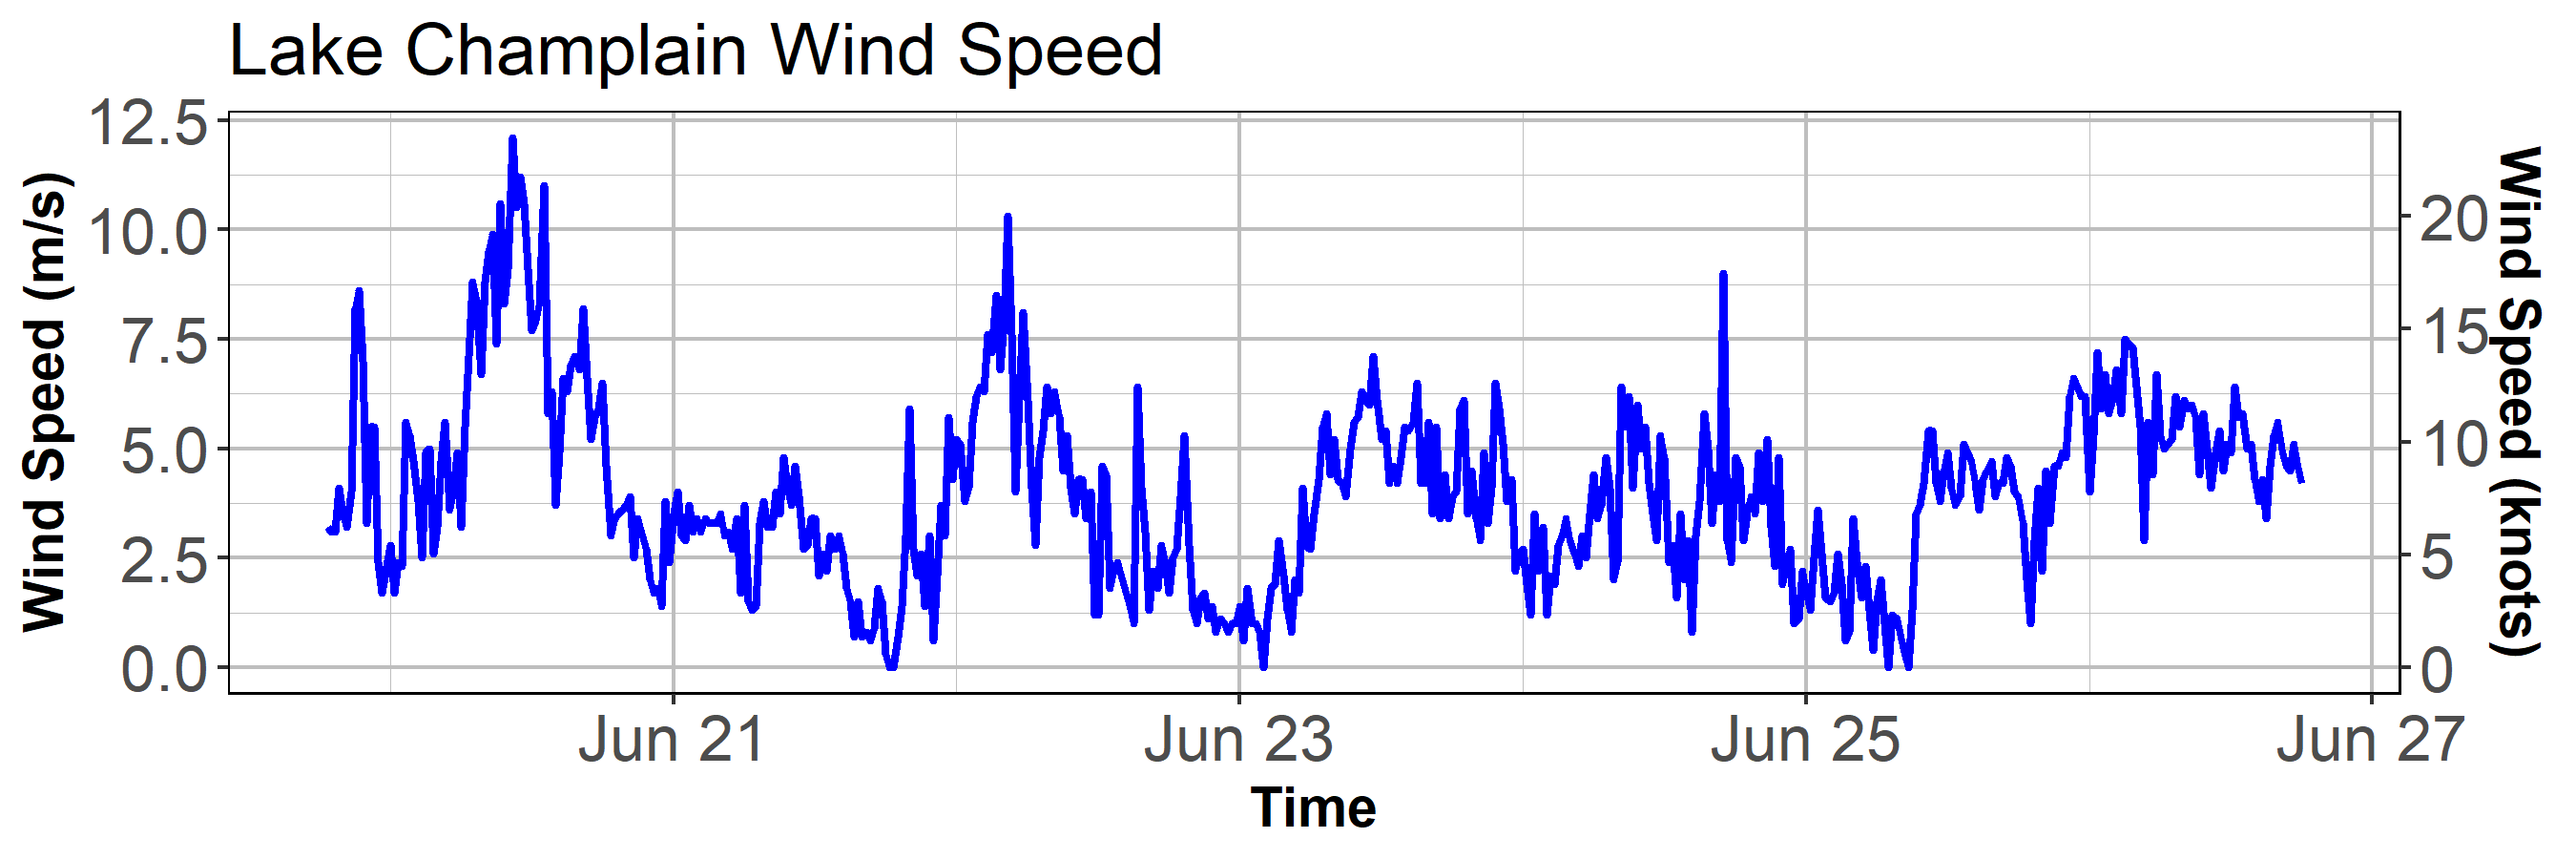 Lake Champlain Wind Speed
Wind Speed (m/s)
12.5
10.0
7.5
5.0
2.5
0.0
20
15
10
5
0
Wind Speed (knots)
Jun 21 Jun 23 Jun 25 Jun 27
Time